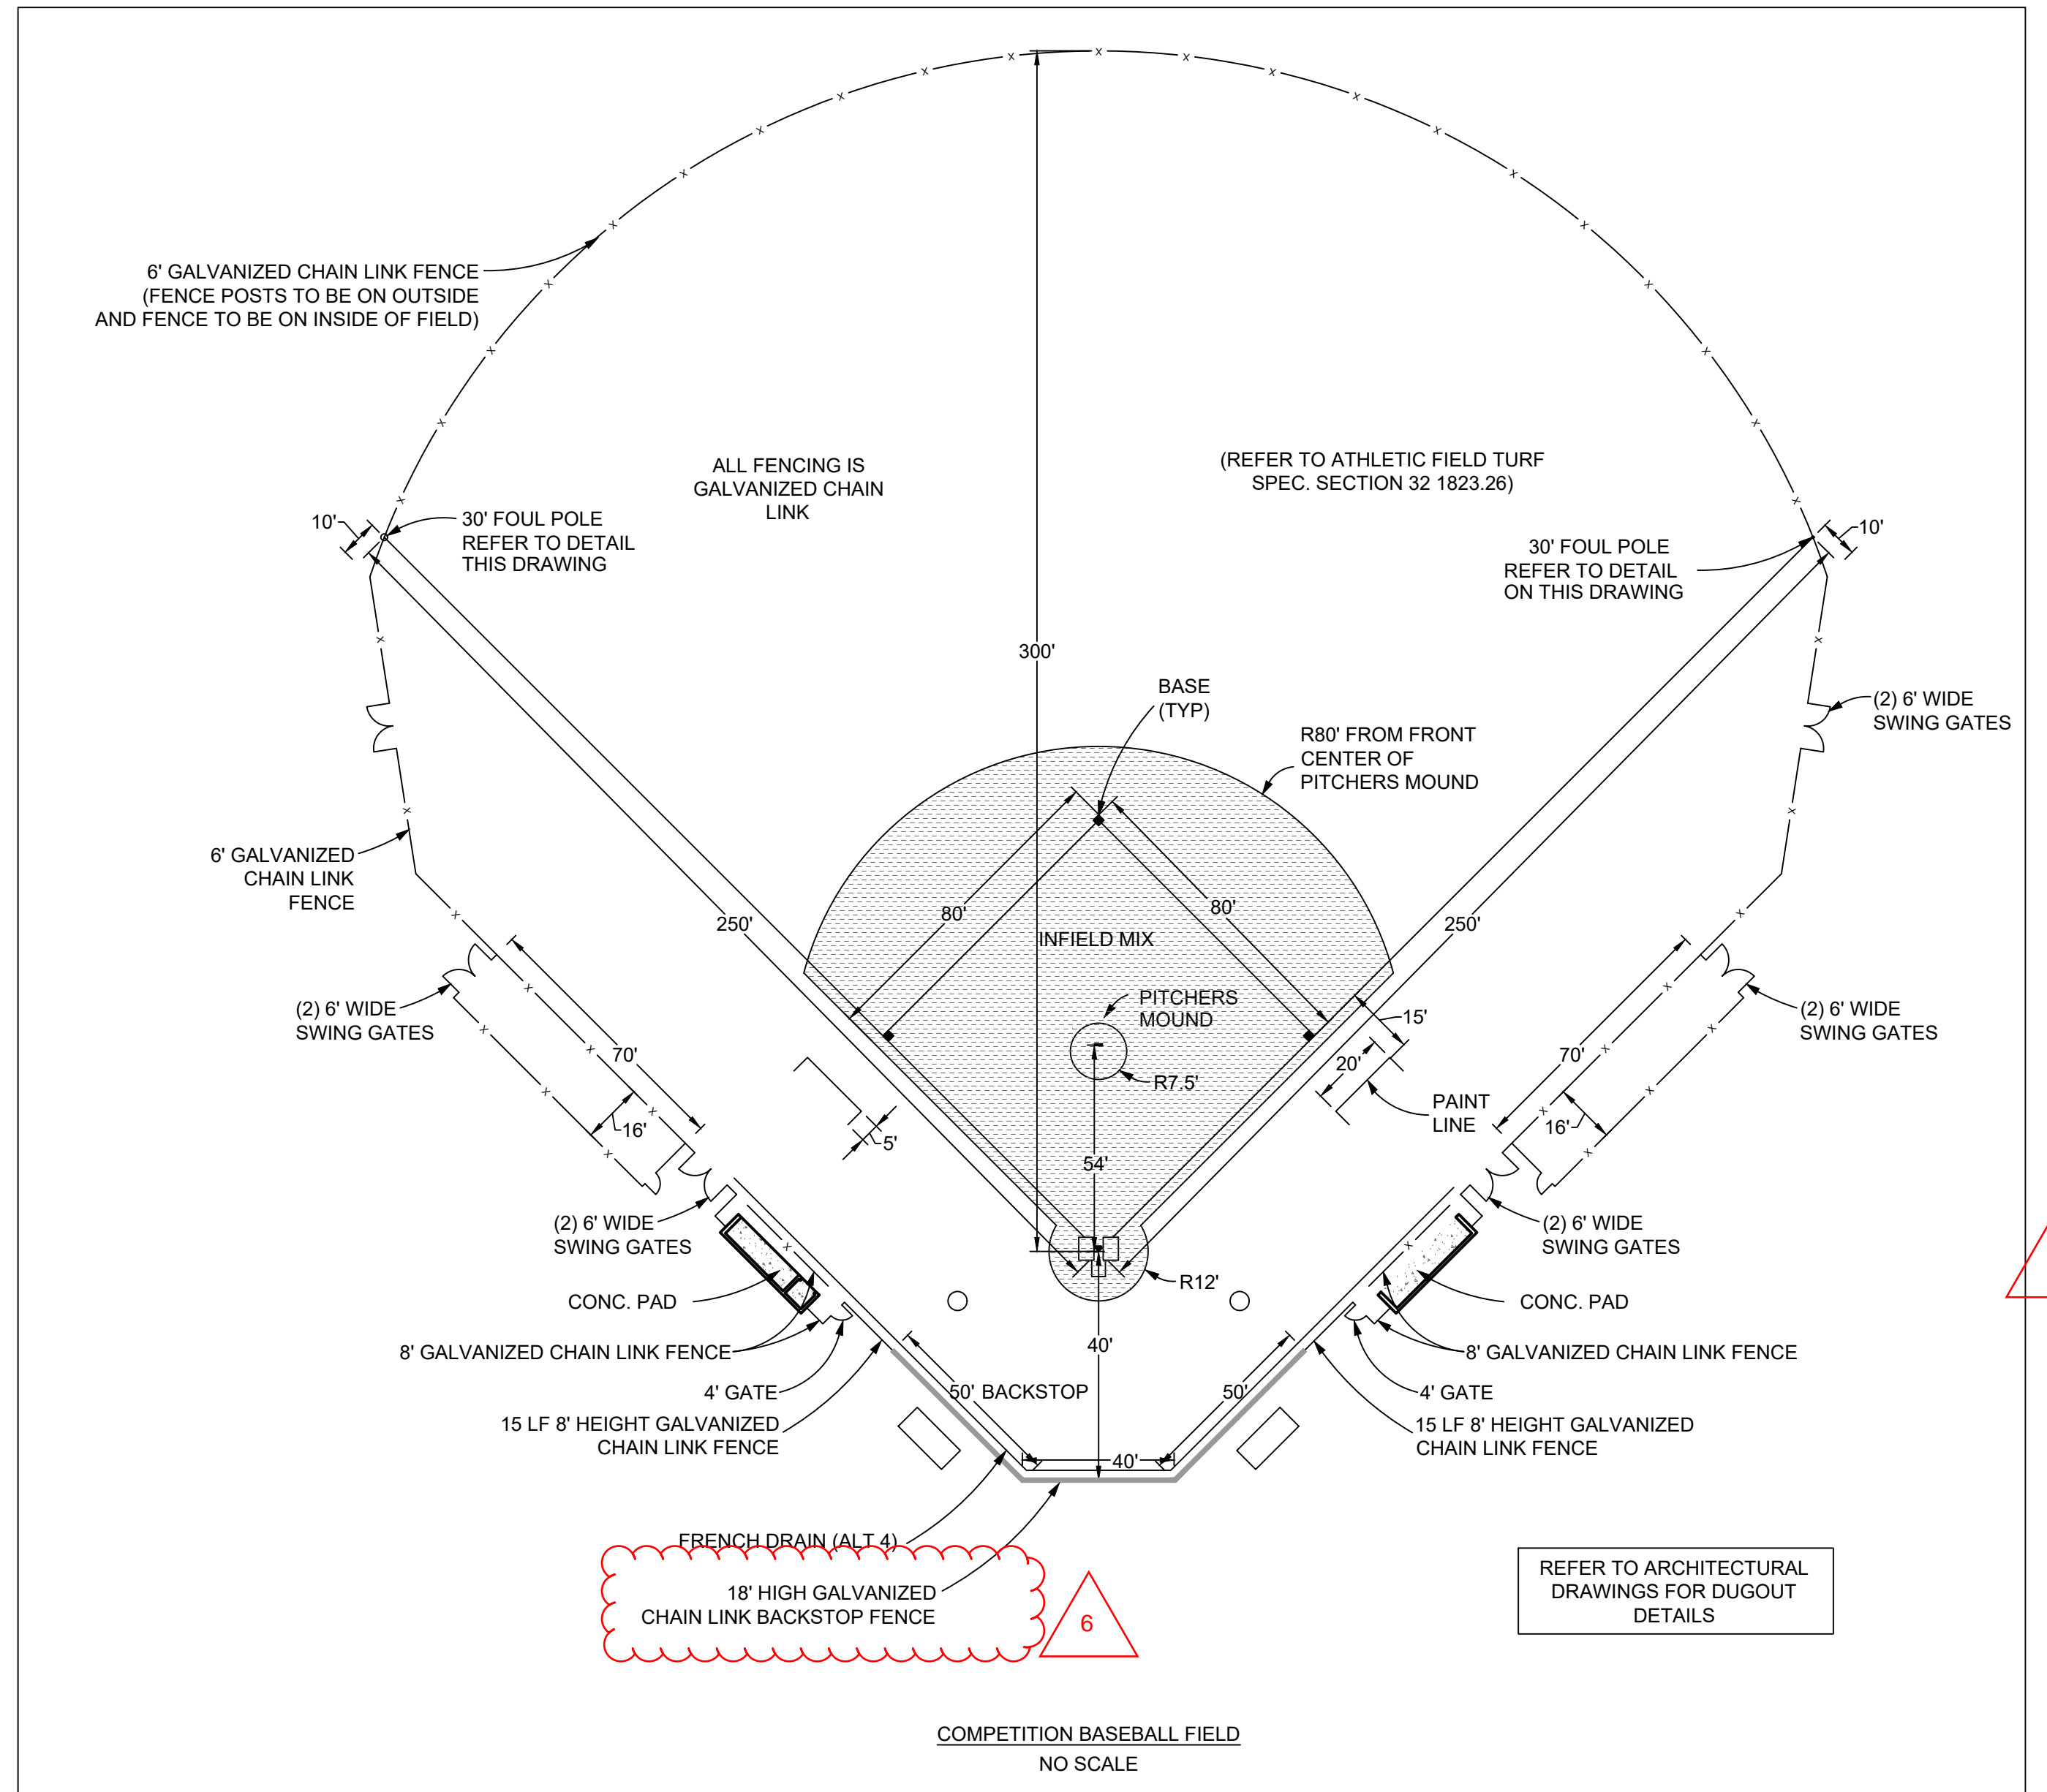 6' GALVANIZED CHAIN LINK FENCE
(FENCE POSTS TO BE ON OUTSIDE
AND FENCE TO BE ON INSIDE OF FIELD)
ALL FENCING IS
GALVANIZED CHAIN
LINK
(REFER TO ATHLETIC FIELD TURF
SPEC. SECTION 32 1823.26)
10'
30' FOUL POLE
REFER TO DETAIL
THIS DRAWING
30' FOUL POLE
REFER TO DETAIL
ON THIS DRAWING
10'
300'
BASE
(TYP)
(2) 6' WIDE
SWING GATES
R80' FROM FRONT
CENTER OF
PITCHERS MOUND
6' GALVANIZED
CHAIN LINK
FENCE
250'
80'
80'
250'
INFIELD MIX
(2) 6' WIDE
SWING GATES
PITCHERS
MOUND
15'
(2) 6' WIDE
SWING GATES
70'
20'
70'
R7.5'
PAINT
LINE
16'
5'
16'
54'
(2) 6' WIDE
SWING GATES
(2) 6' WIDE
SWING GATES
R12'
CONC. PAD
CONC. PAD
40'
8' GALVANIZED CHAIN LINK FENCE
8' GALVANIZED CHAIN LINK FENCE
4' GATE
50' BACKSTOP
50'
4' GATE
15 LF 8' HEIGHT GALVANIZED
CHAIN LINK FENCE
15 LF 8' HEIGHT GALVANIZED
CHAIN LINK FENCE
40'
FRENCH DRAIN (ALT 4)
18' HIGH GALVANIZED
CHAIN LINK BACKSTOP FENCE
6
REFER TO ARCHITECTURAL
DRAWINGS FOR DUGOUT
DETAILS
COMPETITION BASEBALL FIELD
NO SCALE